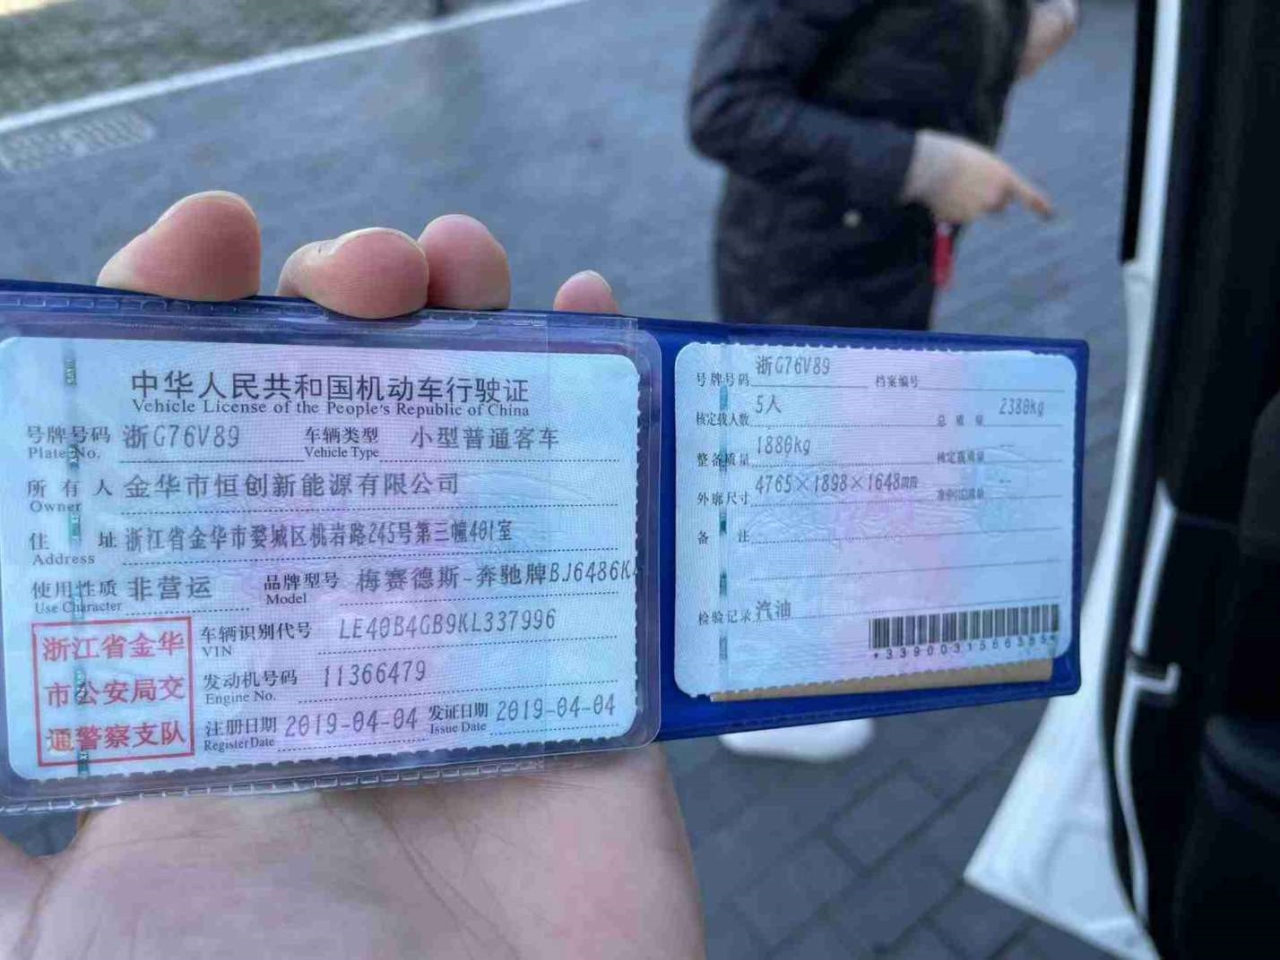 中华人民共和国机动车行驶证
Vehicle License of the People's Republic of China
号牌号码 浙G76V89 车辆类型 小型普通客车
Plate No. Vehicle Type
所有人 金华市恒创新能源有限公司
Owner
住址 浙江省金华市婺城区桃岩路245号第三幢401室
Address
使用性质 非营运 品牌型号 梅赛德斯-奔驰牌BJ6486K
Use Character Model
浙江省金华
市公安局交
通警察支队
车辆识别代号 LE40B4GB9KL337996
VIN
发动机号码 11366479
Engine No.
注册日期 2019-04-04 发证日期 2019-04-04
Register Date Issue Date
号牌号码 浙G76V89 档案编号
核定载人数 5人 总质量 2380kg
整备质量 1880kg 核定载质量
外廓尺寸 4765×1898×1648mm 准牵引总质量 --
备注
检验记录 汽油